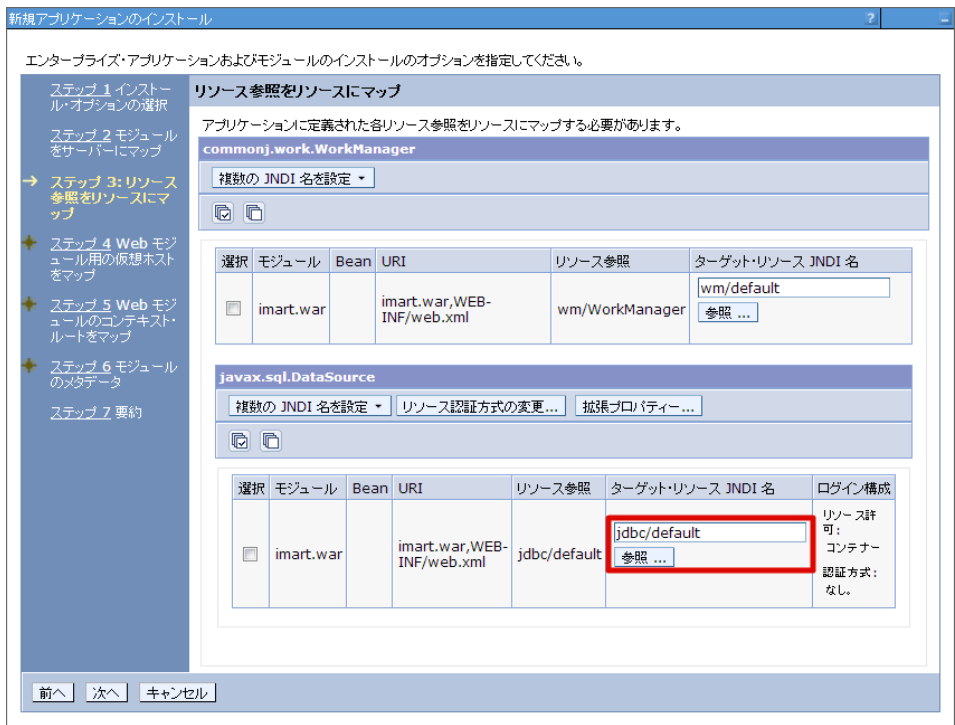 新規アプリケーションのインストール
?
エンタープライズ・アプリケーションおよびモジュールのインストールのオプションを指定してください。
ステップ 1 インストー
ル・オプションの選択
ステップ 2 モジュール
をサーバーにマップ
→ ステップ 3: リソース
参照をリソースにマ
ップ
ステップ 4 Web モジ
ュール用の仮想ホスト
をマップ
ステップ 5 Web モジ
ュールのコンテキスト・
ルートをマップ
ステップ 6 モジュール
のメタデータ
ステップ 7 要約
リソース参照をリソースにマップ
アプリケーションに定義された各リソース参照をリソースにマップする必要があります。
commonj.work.WorkManager
複数の JNDI 名を設定
選択 モジュール Bean URI リソース参照 ターゲット・リソース JNDI 名
imart.war imart.war,WEB-
INF/web.xml wm/WorkManager wm/default
参照 ...
javax.sql.DataSource
複数の JNDI 名を設定 リソース認証方式の変更... 拡張プロパティー...
選択 モジュール Bean URI リソース参照 ターゲット・リソース JNDI 名 ログイン構成
imart.war imart.war,WEB-
INF/web.xml jdbc/default jdbc/default
参照 ...
リソース許
可:
コンテナー
認証方式:
なし。
前へ 次へ キャンセル